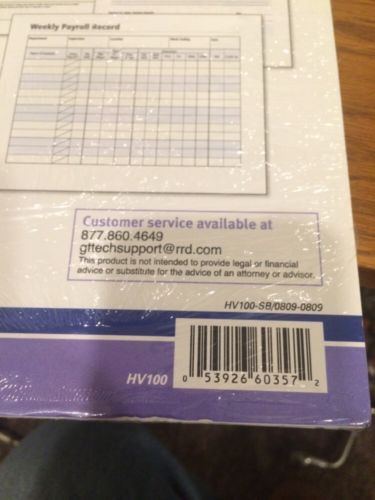 Weekly Payroll Record
Customer service available at
877.860.4649
gttechsupport@rrd.com
This product is not intended to provide legal or financial
advice or substitute for the advice of an attorney or advisor.
HV100-SB/0809-0809
HV100
0 53926 60357 2